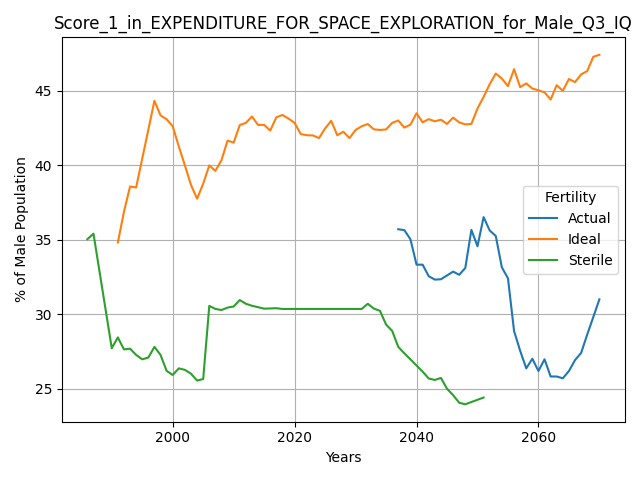 Score_1_in_EXPENDITURE_FOR_SPACE_EXPLORATION_for_Male_Q3_IQ
% of Male Population
45
40
35
30
25
Fertility
Actual
Ideal
Sterile
2000
2020
2040
2060
Years